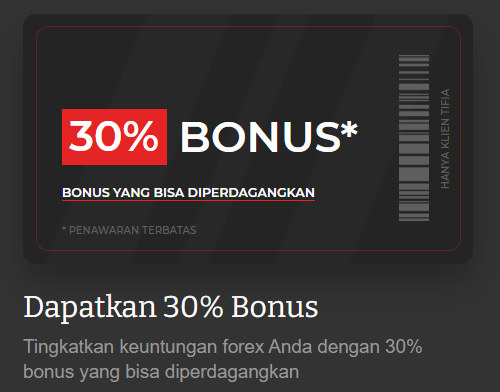 30% BONUS*
BONUS YANG BISA DIPERDAGANGKAN
* PENAWARAN TERBATAS
HANYA KLIEN TIFIA
Dapatkan 30% Bonus
Tingkatkan keuntungan forex Anda dengan 30%
bonus yang bisa diperdagangkan